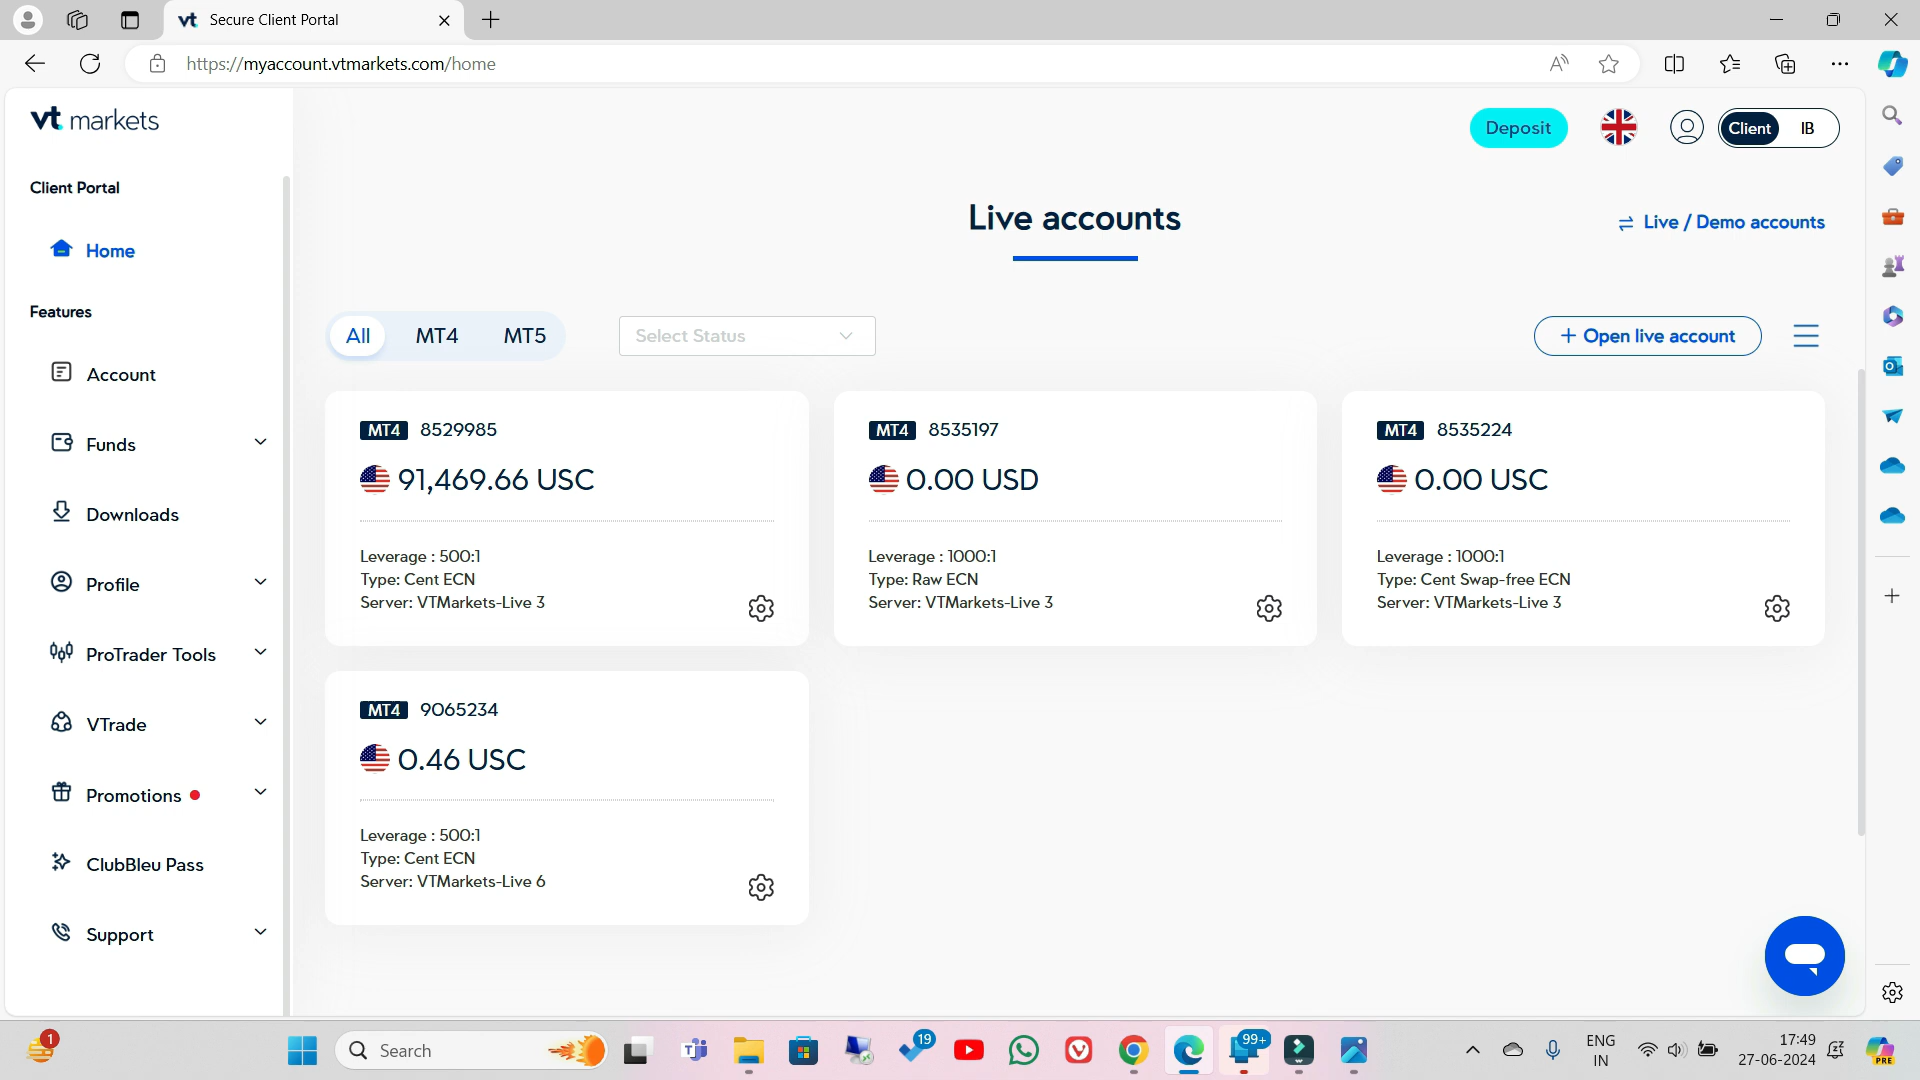 Secure Client Portal
https://myaccount.vtmarkets.com/home
vt markets
Deposit
Client
IB
Client Portal
Home
Features
Account
Funds
Downloads
Profile
ProTrader Tools
VTrade
Promotions
ClubBleu Pass
Support
Live accounts
Live / Demo accounts
All
MT4
MT5
Select Status
+ Open live account
MT4 8529985
91,469.66 USC
Leverage : 500:1
Type: Cent ECN
Server: VTMarkets-Live 3
MT4 8535197
0.00 USD
Leverage : 1000:1
Type: Raw ECN
Server: VTMarkets-Live 3
MT4 8535224
0.00 USC
Leverage : 1000:1
Type: Cent Swap-free ECN
Server: VTMarkets-Live 3
MT4 9065234
0.46 USC
Leverage : 500:1
Type: Cent ECN
Server: VTMarkets-Live 6
1
Search
19
99+
ENG
IN
17:49
27-06-2024
PRE